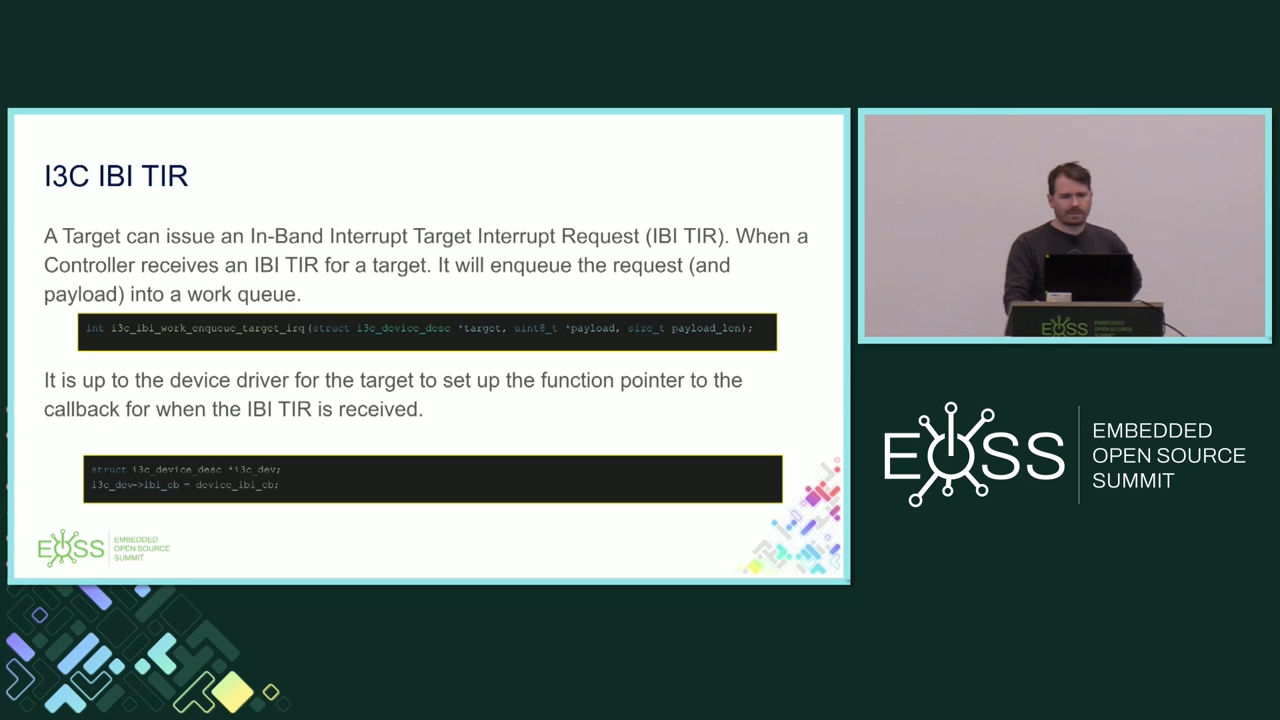 I3C IBI TIR
A Target can issue an In-Band Interrupt Target Interrupt Request (IBI TIR). When a
Controller receives an IBI TIR for a target. It will enqueue the request (and
payload) into a work queue.
int i3c_ibi_work_enqueue_target_irq(struct i3c_device_desc *target, uint8_t *payload, size_t payload_len);
It is up to the device driver for the target to set up the function pointer to the
callback for when the IBI TIR is received.
struct i3c_device_desc *i3c_dev;
i3c_dev->ibi_cb = device_ibi_cb;
EOSS
EMBEDDED
OPEN SOURCE
SUMMIT
EOSS
EOSS
EMBEDDED
OPEN SOURCE
SUMMIT